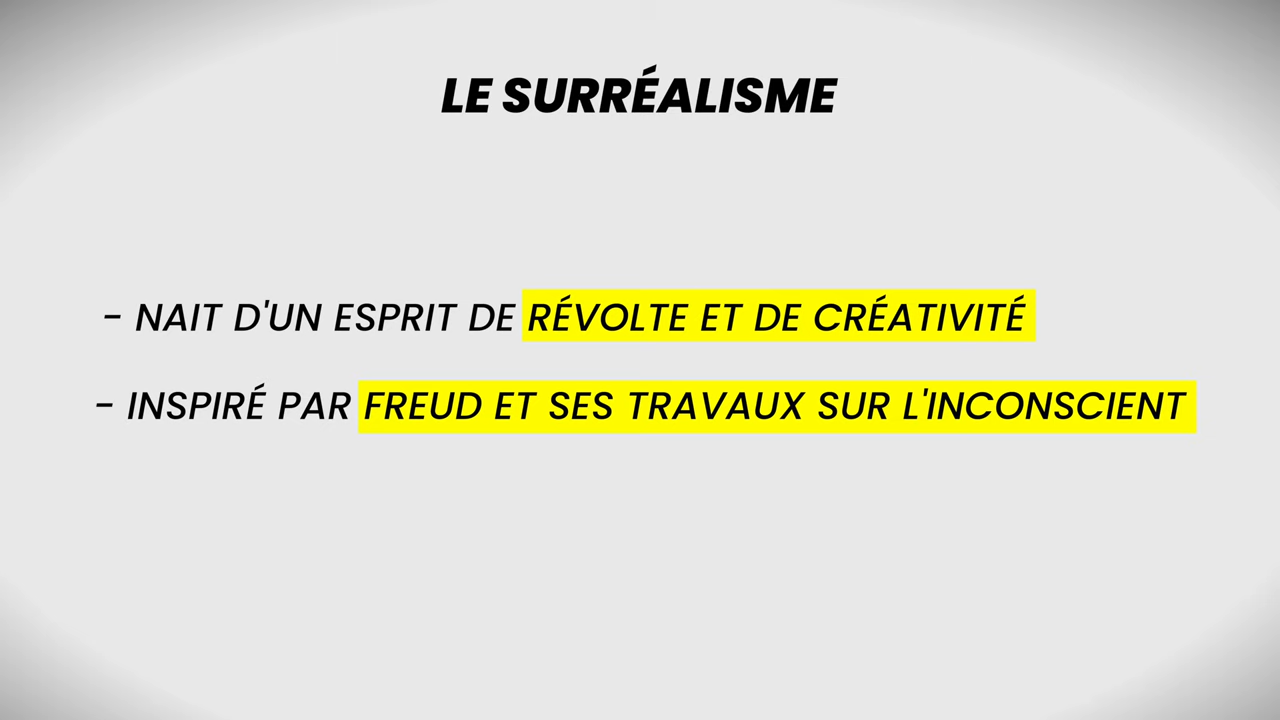 LE SURRÉALISME
- NAIT D'UN ESPRIT DE RÉVOLTE ET DE CRÉATIVITÉ
- INSPIRÉ PAR FREUD ET SES TRAVAUX SUR L'INCONSCIENT